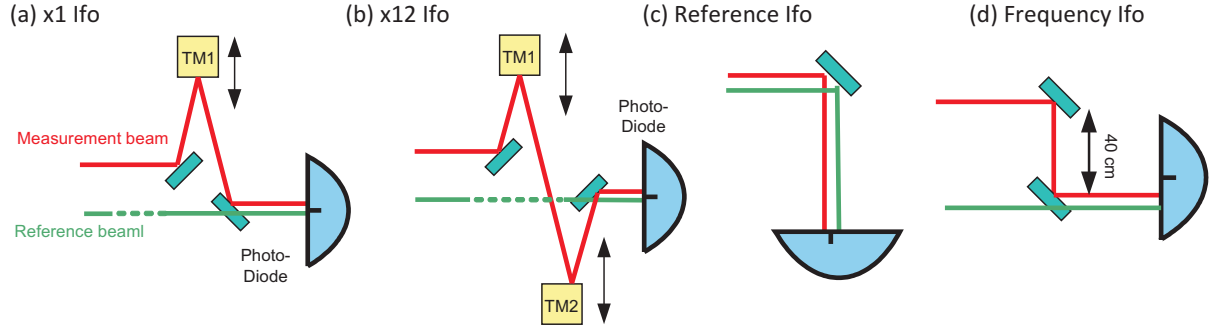 (a) x1 Ifo
(b) x12 Ifo
(c) Reference Ifo
(d) Frequency Ifo
TM1
Measurement beam
Reference beaml
Photo-
Diode
TM1
Photo-
Diode
TM2
40 cm